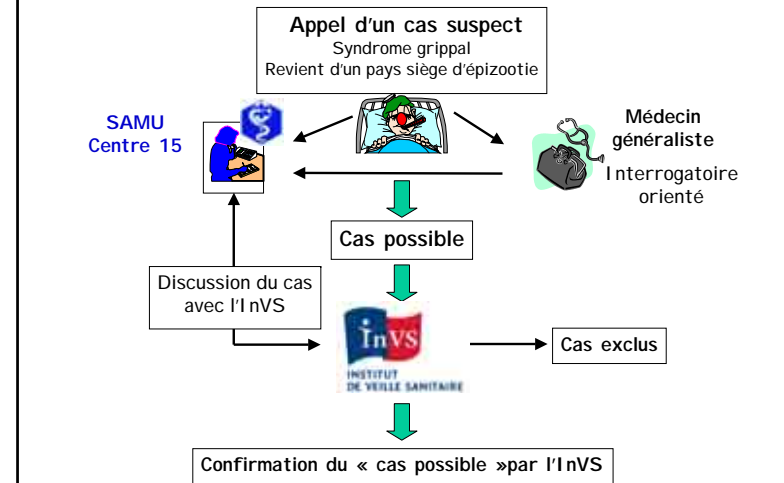 Appel d'un cas suspect
Syndrome grippal
Revient d'un pays siège d'épizootie
SAMU
Centre 15
Médecin
généraliste
Interrogatoire
orienté
Cas possible
Discussion du cas
avec l'InVS
InVS
INSTITUT
DE VEILLE SANITAIRE
Cas exclus
Confirmation du « cas possible »par l'InVS